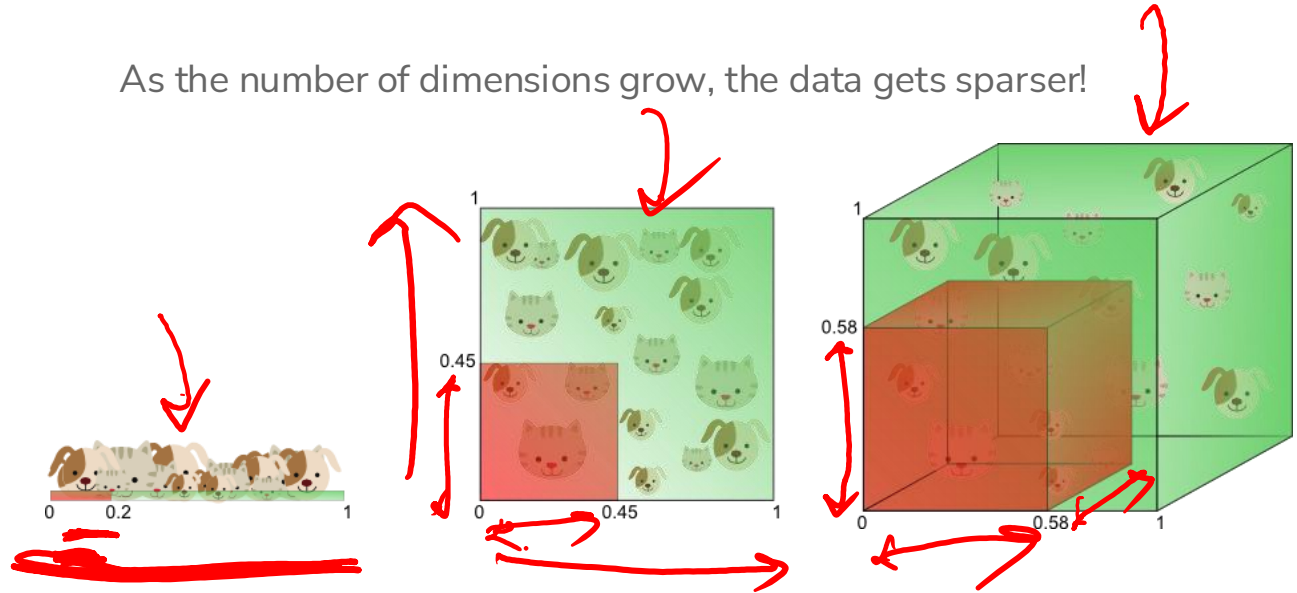 As the number of dimensions grow, the data gets sparser!
1
1
0.58
0.45
0 0.2 1
0 0.45 1
0 0.58 1